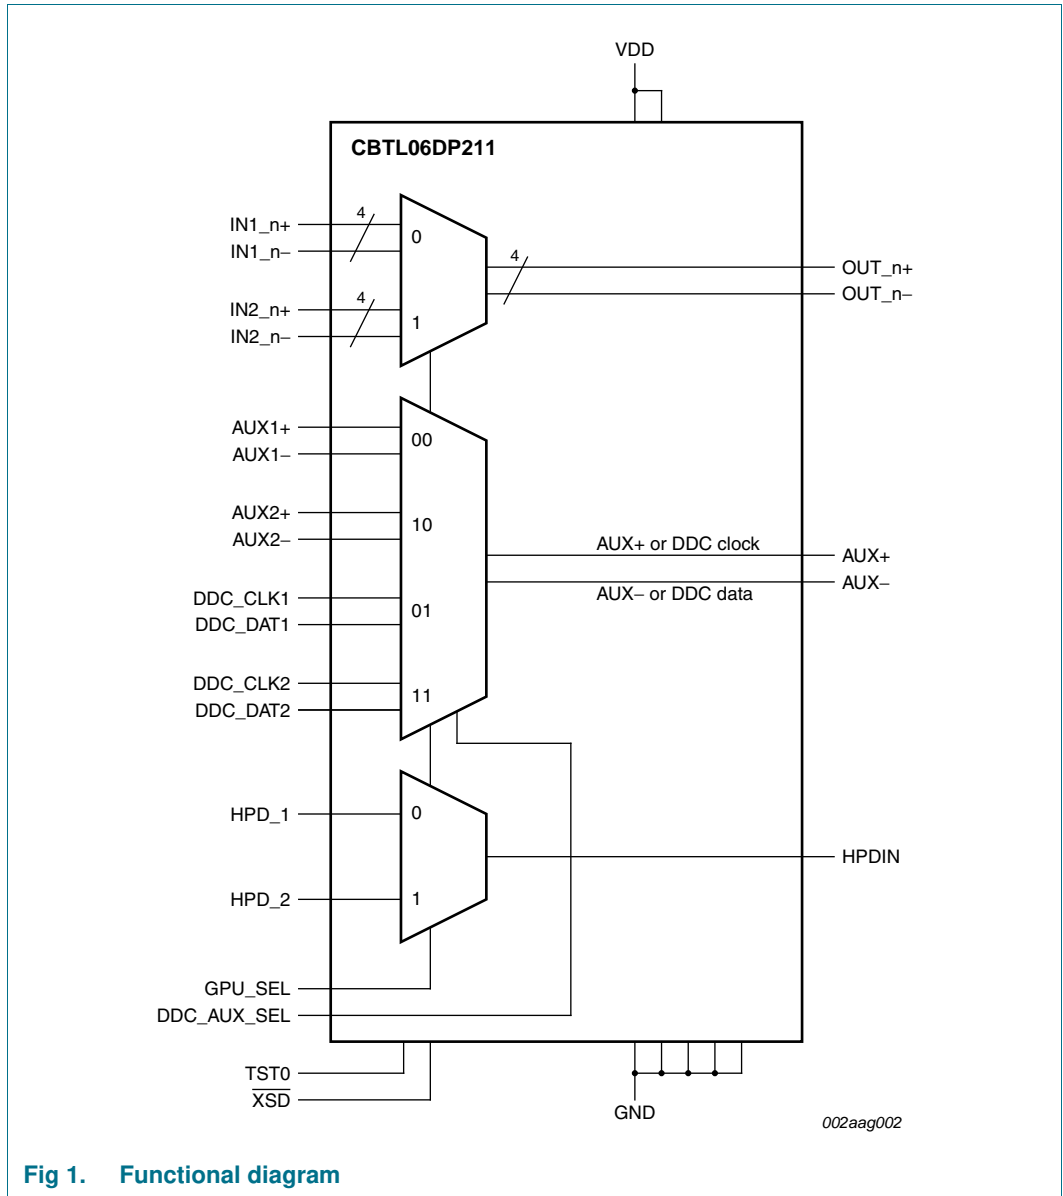 VDD
CBTL06DP211
IN1_n+
4
0
IN1_n−
4
OUT_n+
OUT_n−
IN2_n+
4
1
IN2_n−
AUX1+
00
AUX1−
AUX2+
10
AUX2−
AUX+ or DDC clock
AUX+
AUX− or DDC data
AUX−
DDC_CLK1
01
DDC_DAT1
DDC_CLK2
11
DDC_DAT2
HPD_1
0
HPDIN
HPD_2
1
GPU_SEL
DDC_AUX_SEL
TST0
XSD
GND
002aag002
Fig 1. Functional diagram